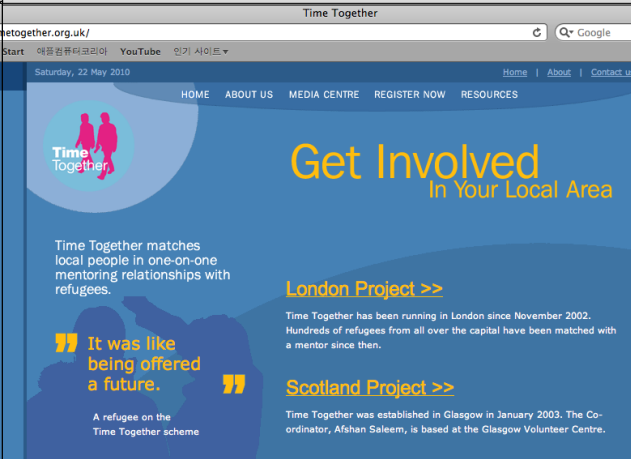 Time Together
metogether.org.uk/
Google
Start 애플컴퓨터코리아 YouTube 인기 사이트
Saturday, 22 May 2010
Home | About | Contact u
HOME ABOUT US MEDIA CENTRE REGISTER NOW RESOURCES
Time
Together
Get Involved
In Your Local Area
Time Together matches
local people in one-on-one
mentoring relationships with
refugees.
London Project >>
Time Together has been running in London since November 2002.
Hundreds of refugees from all over the capital have been matched with
a mentor since then.
" It was like
being offered
a future. "
A refugee on the
Time Together scheme
Scotland Project >>
Time Together was established in Glasgow in January 2003. The Co-
ordinator, Afshan Saleem, is based at the Glasgow Volunteer Centre.